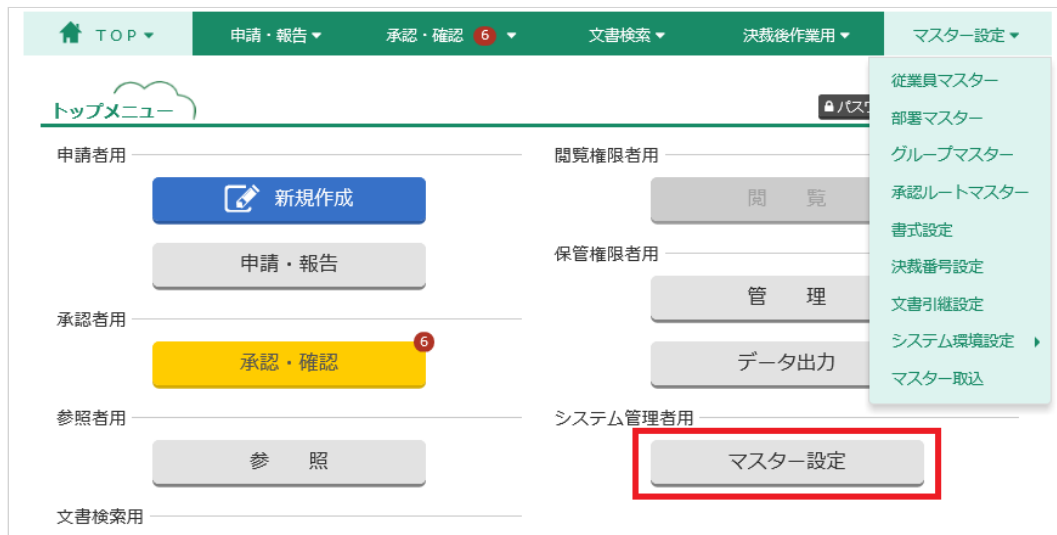 TOP▼ 申請・報告▼ 承認・確認 6 ▼ 文書検索▼ 決裁後作業用▼ マスター設定▼
従業員マスター
部署マスター
グループマスター
承認ルートマスター
書式設定
決裁番号設定
文書引継設定
システム環境設定
マスター取込
トップメニュー
申請者用
新規作成
申請・報告
承認者用
承認・確認 6
参照者用
参 照
文書検索用
閲覧権限者用
閲 覧
保管権限者用
管 理
データ出力
システム管理者用
マスター設定